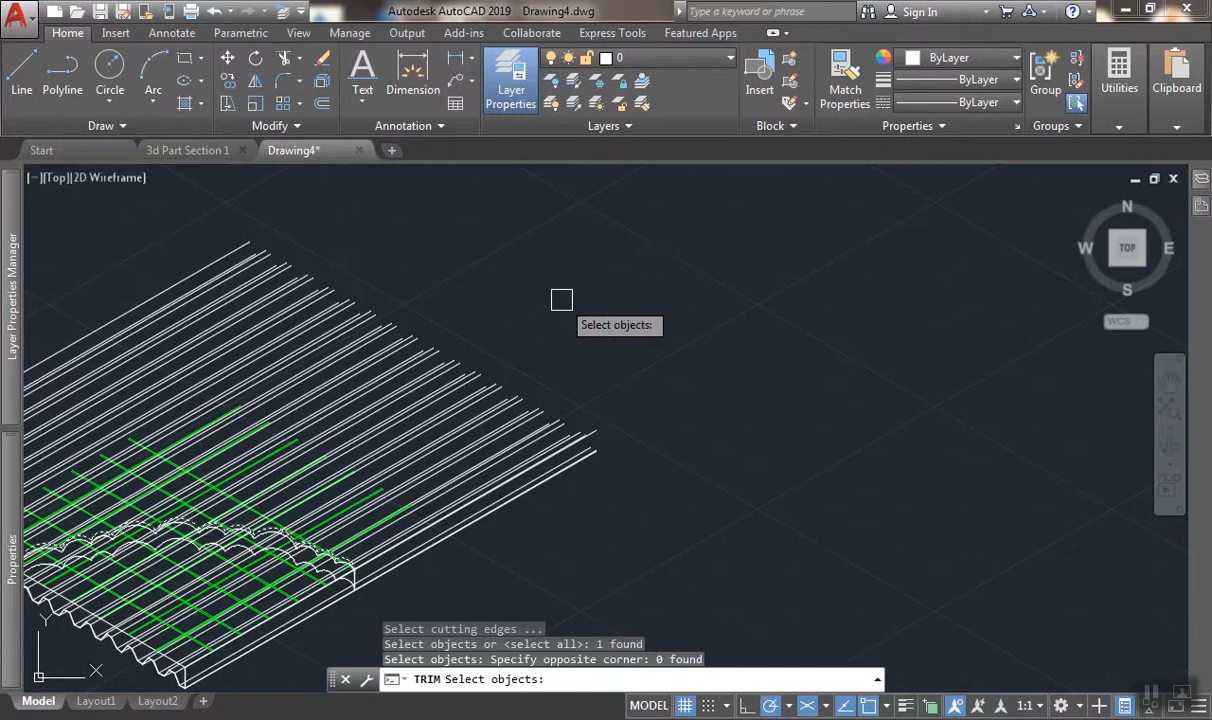 Autodesk AutoCAD 2019 Drawing4.dwg
Type a keyword or phrase
Sign In
Home Insert Annotate Parametric View Manage Output Add-ins Collaborate Express Tools Featured Apps
0
ByLayer
ByLayer
ByLayer
Line Polyline Circle Arc
Text Dimension
Layer Properties
Insert
Match Properties
Group
Utilities
Clipboard
Draw Modify Annotation Layers Block Properties Groups
Start 3d Part Section 1 Drawing4*
[−][Top][2D Wireframe]
Layer Properties Manager
Properties
N
W TOP E
S
WCS
Select objects:
Y
X
Select cutting edges ...
Select objects or <select all>: 1 found
Select objects: Specify opposite corner: 0 found
TRIM Select objects:
Model Layout1 Layout2
MODEL
1:1